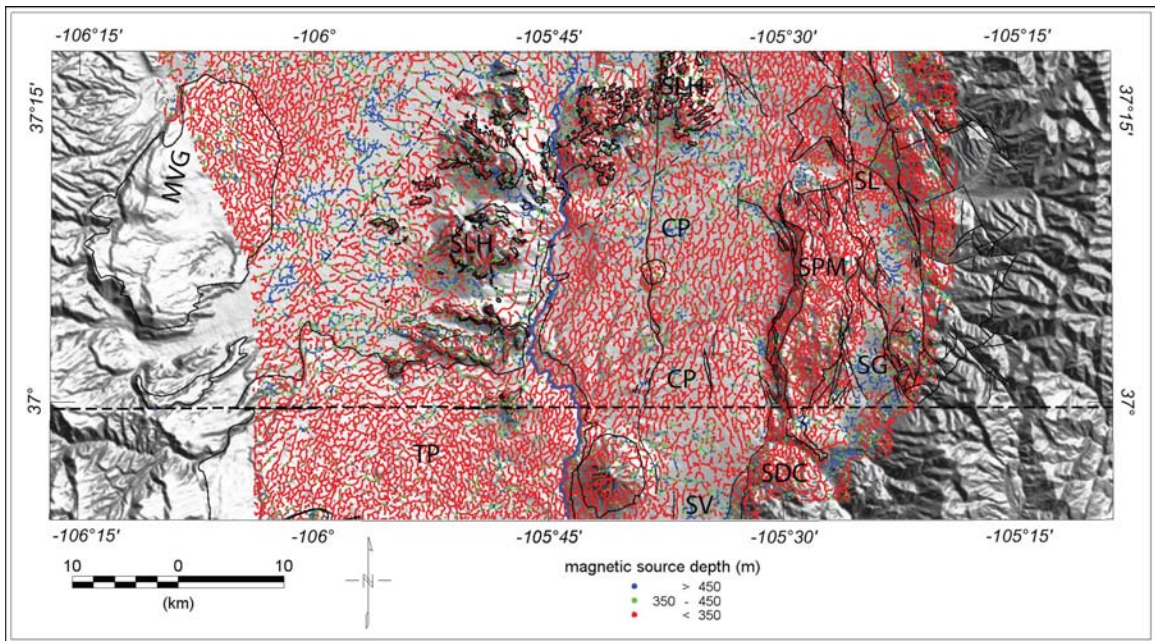 -106°15' -106° -105°45' -105°30' -105°15'
37°15' 37°15'
SLH
MVG
SL
CP
SLH
SPM
SG
CP
37° 37°
TP
SDC
SV
-106°15' -106° -105°45' -105°30' -105°15'
10 0 10
(km)
N
magnetic source depth (m)
> 450
350 - 450
< 350